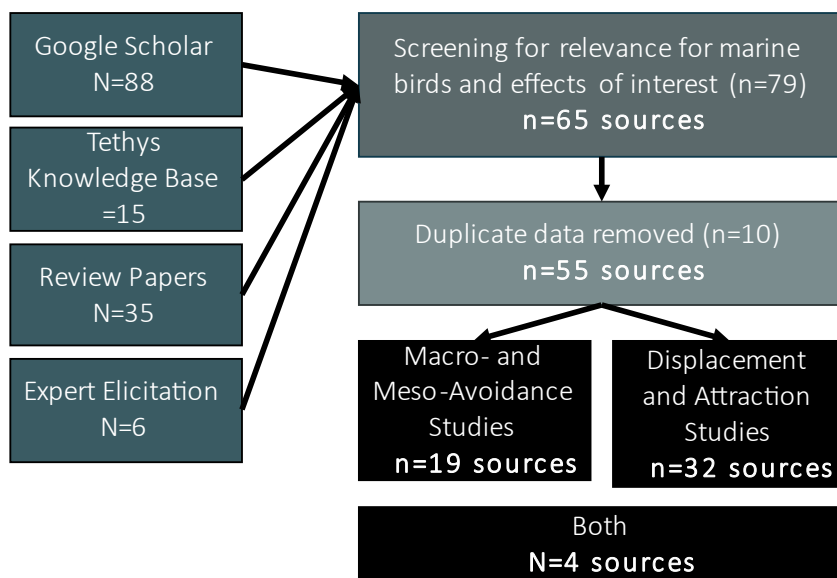 Google Scholar
N=88
Tethys
Knowledge Base
=15
Review Papers
N=35
Expert Elicitation
N=6
Screening for relevance for marine
birds and effects of interest (n=79)
n=65 sources
Duplicate data removed (n=10)
n=55 sources
Macro- and
Meso-Avoidance
Studies
n=19 sources
Displacement
and Attraction
Studies
n=32 sources
Both
N=4 sources